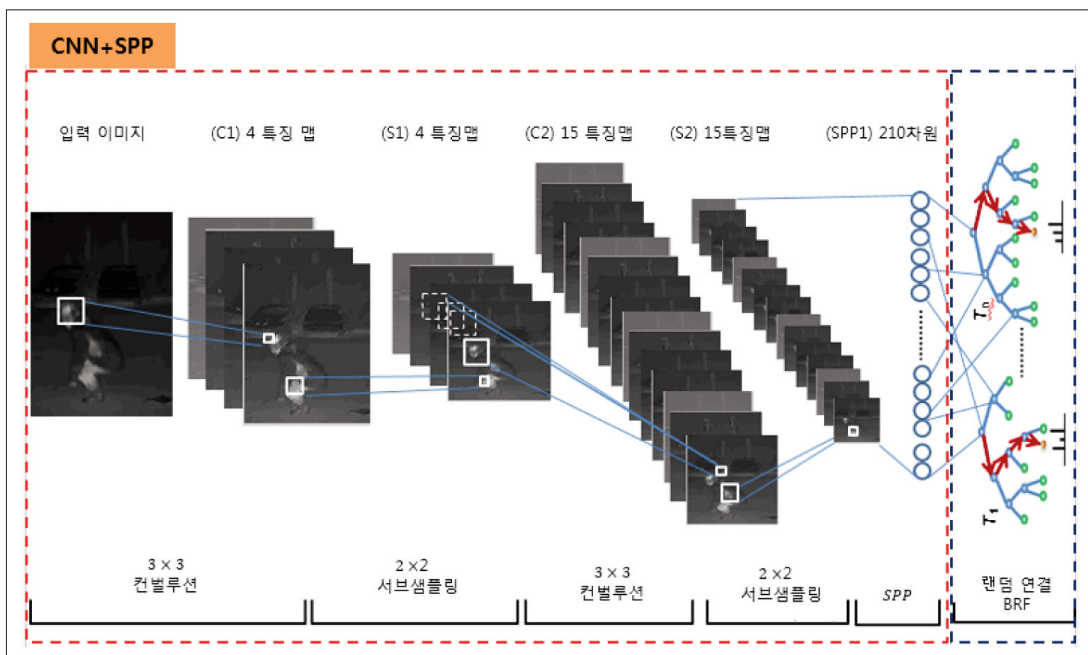 CNN+SPP
입력 이미지
(C1) 4 특징 맵
(S1) 4 특징맵
(C2) 15 특징맵
(S2) 15특징맵
(SPP1) 210차원
Tn
T1
3 × 3
컨벌루션
2 ×2
서브샘플링
3 × 3
컨벌루션
2 ×2
서브샘플링
SPP
랜덤 연결
BRF